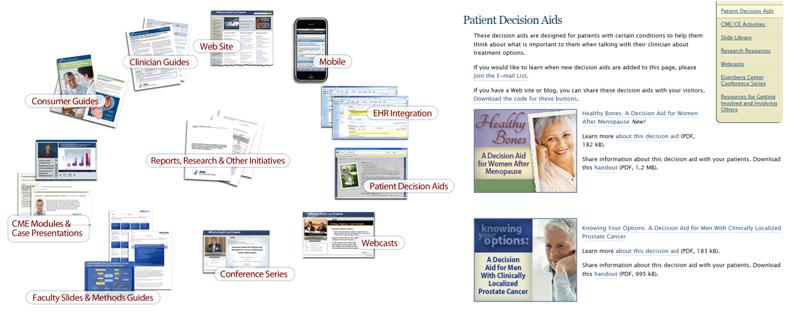 Web Site
Clinician Guides
Mobile
Consumer Guides
EHR Integration
Reports, Research & Other Initiatives
Patient Decision Aids
CME Modules &
Case Presentations
Webcasts
Conference Series
Faculty Slides & Methods Guides
Patient Decision Aids
These decision aids are designed for patients with certain conditions to help them
think about what is important to them when talking with their clinician about
treatment options.
If you would like to learn when new decision aids are added to this page, please
Join the E-mail List.
If you have a Web site or blog, you can share these decision aids with your visitors.
Download the code for these buttons.
Healthy
Bones:
A Decision Aid
for Women After
Menopause
Healthy Bones: A Decision Aid for Women
After Menopause New!
Learn more about this decision aid (PDF,
182 kB).
Share information about this decision aid with your patients. Download
this handout (PDF, 1.2 MB).
knowing
your
options:
A Decision
Aid for Men
With Clinically
Localized
Prostate Cancer
Knowing Your Options: A Decision Aid for Men With Clinically Localized
Prostate Cancer
Learn more about this decision aid (PDF, 183 kB).
Share information about this decision aid with your patients. Download
this handout (PDF, 995 kB).
Patient Decision Aids
CME/CE Activities
Slide Library
Research Resources
Webcasts
Eisenberg Center
Conference Series
Resources for Getting
Involved and Involving
Others